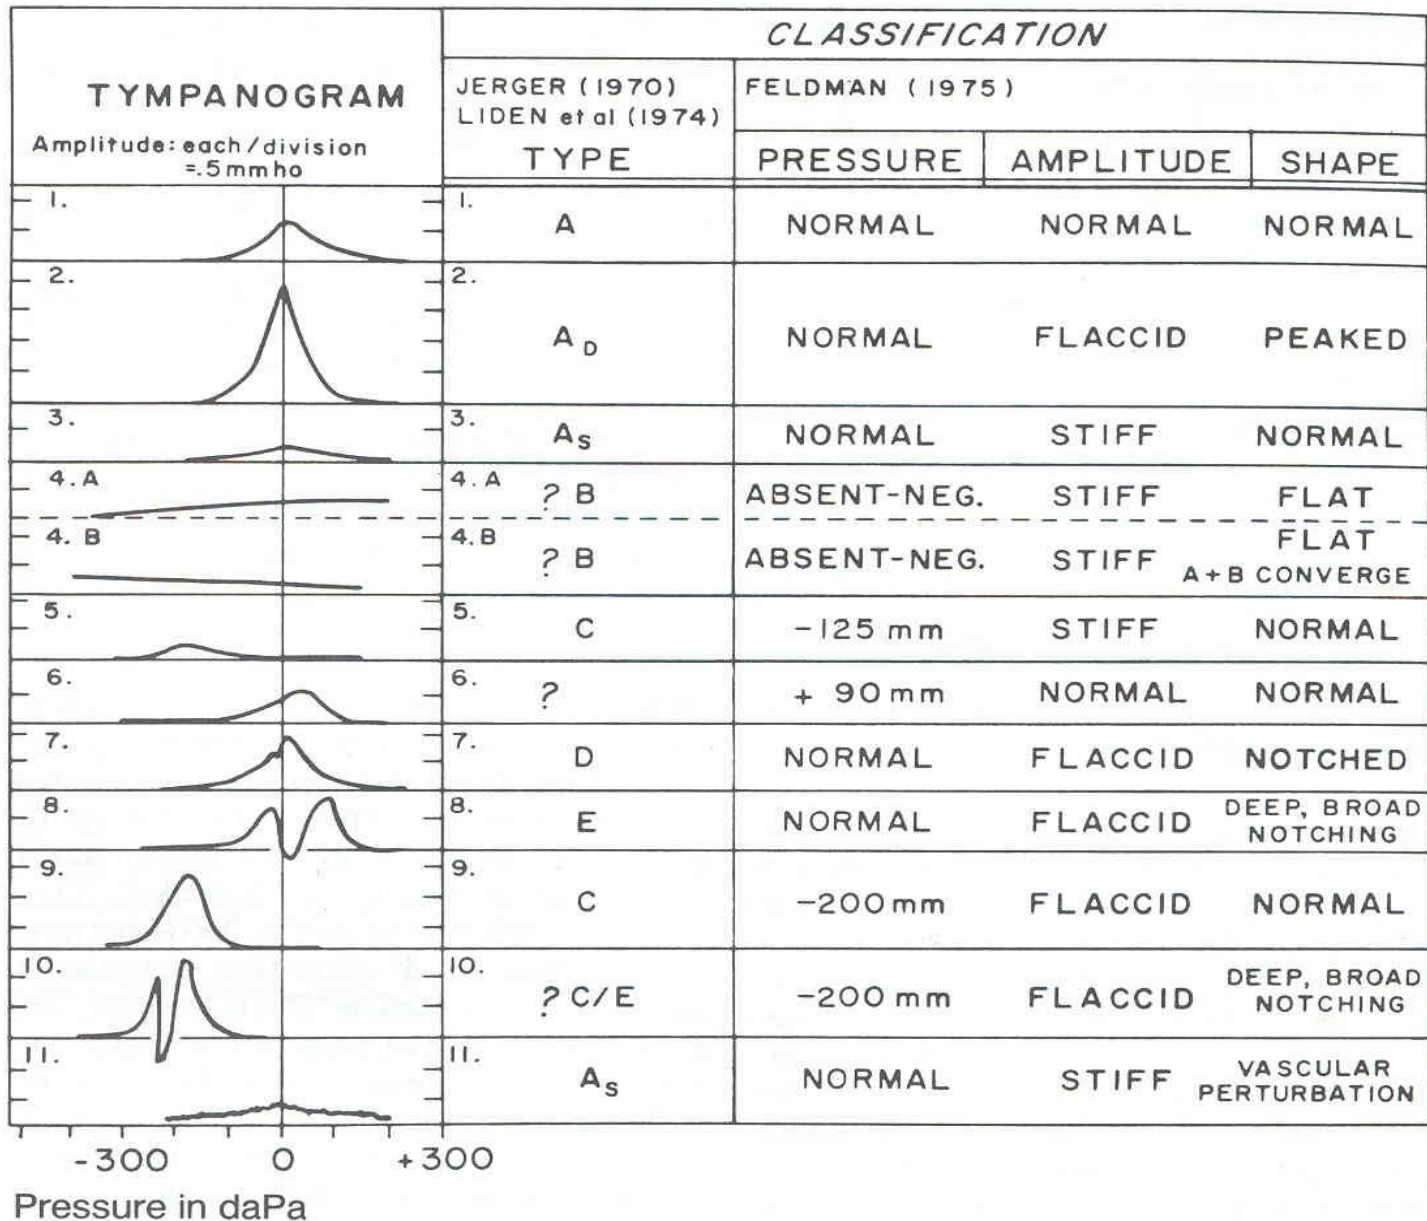 CLASSIFICATION
TYMPANOGRAM
Amplitude: each/division
=.5mmho
JERGER (1970)
LIDEN et al (1974)
TYPE
FELDMAN (1975)
PRESSURE AMPLITUDE SHAPE
1. 1. A NORMAL NORMAL NORMAL
2. 2. A D NORMAL FLACCID PEAKED
3. 3. A S NORMAL STIFF NORMAL
4.A 4.A ? B ABSENT-NEG. STIFF FLAT
4. B 4.B ? B ABSENT-NEG. STIFF FLAT
A+B CONVERGE
5. 5. C -125 mm STIFF NORMAL
6. 6. ? + 90 mm NORMAL NORMAL
7. 7. D NORMAL FLACCID NOTCHED
8. 8. E NORMAL FLACCID DEEP, BROAD
NOTCHING
9. 9. C -200 mm FLACCID NORMAL
10. 10. ? C/E -200 mm FLACCID DEEP, BROAD
NOTCHING
11. 11. A S NORMAL STIFF VASCULAR
PERTURBATION
-300 0 +300
Pressure in daPa